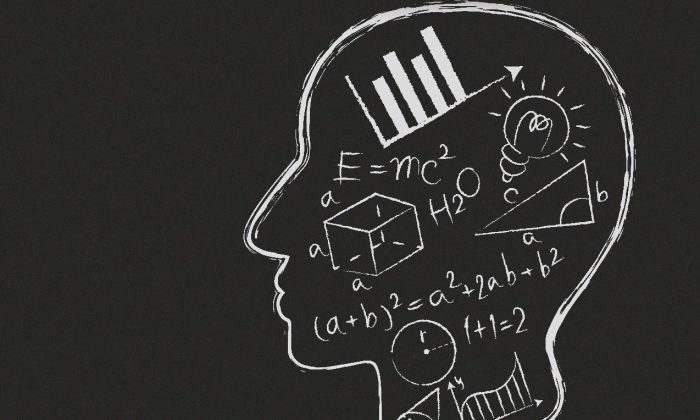 E=mc²
H2O
a
a
a
c
b
a
(a+b)²=a²+2ab+b²
r
1+1=2
y